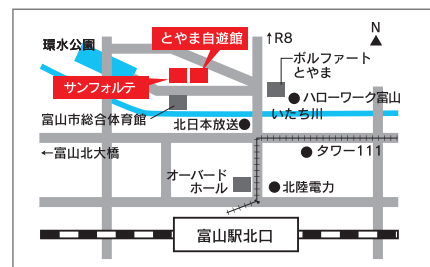 環水公園
とやま自遊館
↑R8
N
ボルファート
とやま
サンフォルテ
ハローワーク富山
富山市総合体育館
いたち川
北日本放送
←富山北大橋
タワー111
オーバード
ホール
北陸電力
富山駅北口